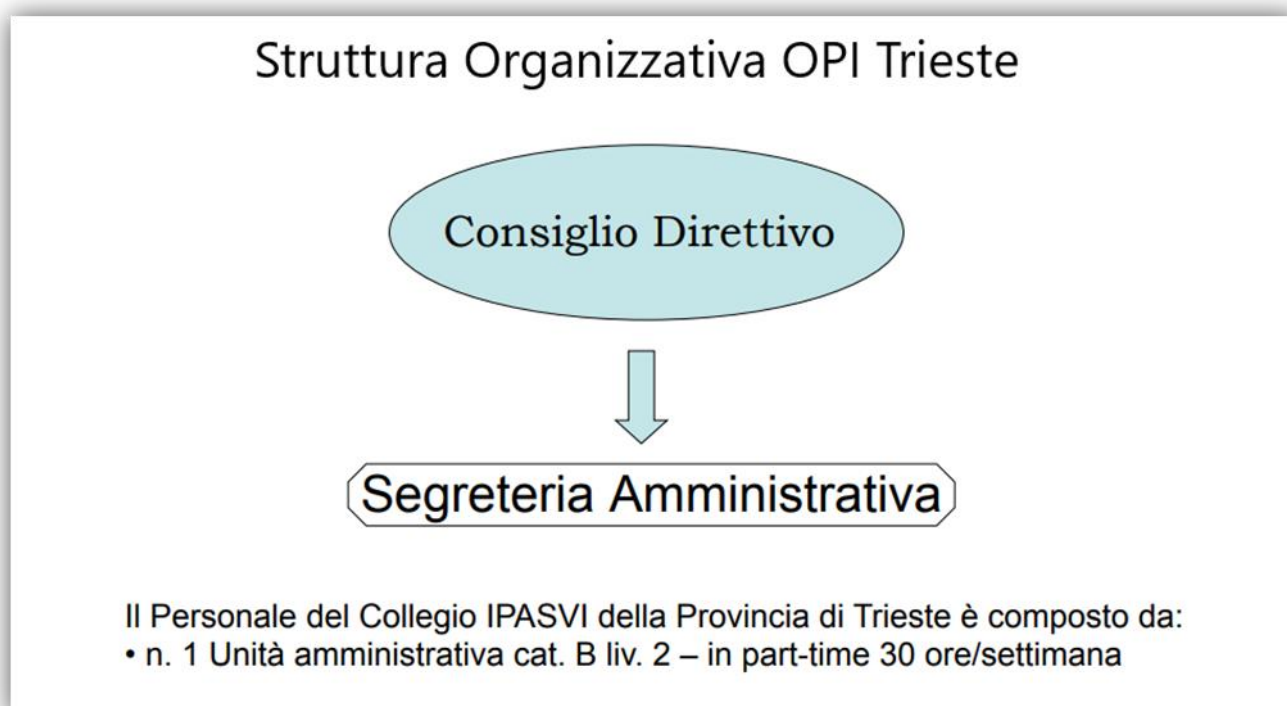 Struttura Organizzativa OPI Trieste
Consiglio Direttivo
Segreteria Amministrativa
Il Personale del Collegio IPASVI della Provincia di Trieste è composto da:
• n. 1 Unità amministrativa cat. B liv. 2 – in part-time 30 ore/settimana